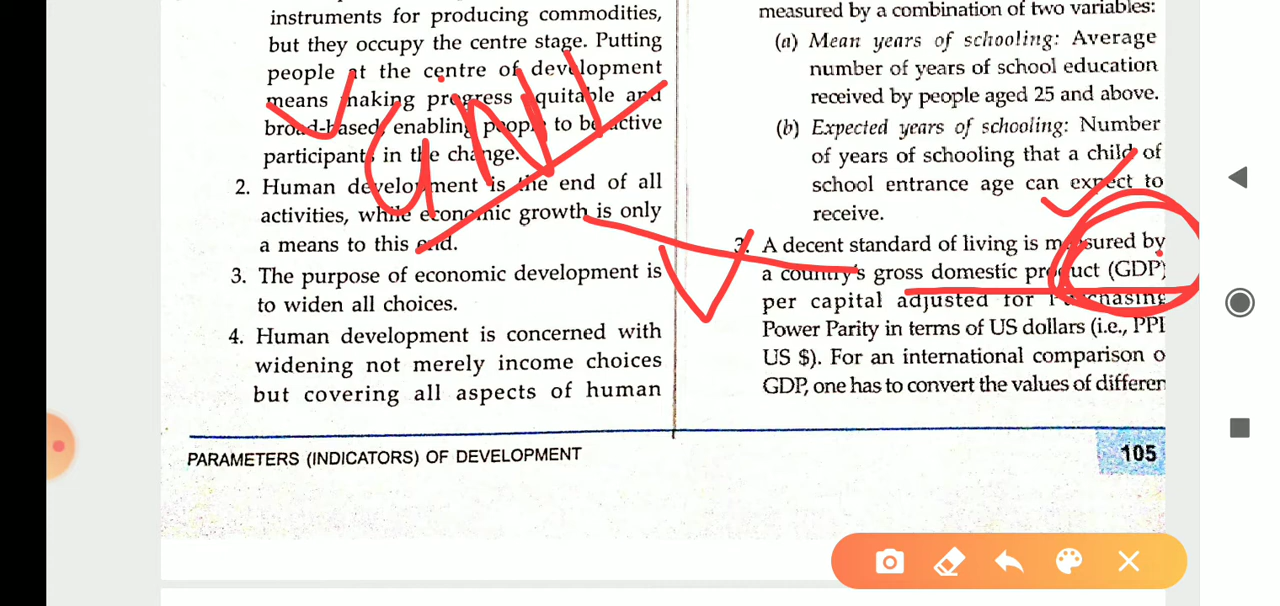 instruments for producing commodities,
but they occupy the centre stage. Putting
people at the centre of development
means making progress equitable and
broad-based, enabling people to be active
participants in the change.
2. Human development is the end of all
activities, while economic growth is only
a means to this end.
3. The purpose of economic development is
to widen all choices.
4. Human development is concerned with
widening not merely income choices
but covering all aspects of human
measured by a combination of two variables:
(a) Mean years of schooling: Average
number of years of school education
received by people aged 25 and above.
(b) Expected years of schooling: Number
of years of schooling that a child of
school entrance age can expect to
receive.
3. A decent standard of living is measured by
a country's gross domestic product (GDP)
per capital adjusted for Purchasing
Power Parity in terms of US dollars (i.e., PPP
US $). For an international comparison o
GDP, one has to convert the values of differen
PARAMETERS (INDICATORS) OF DEVELOPMENT
105